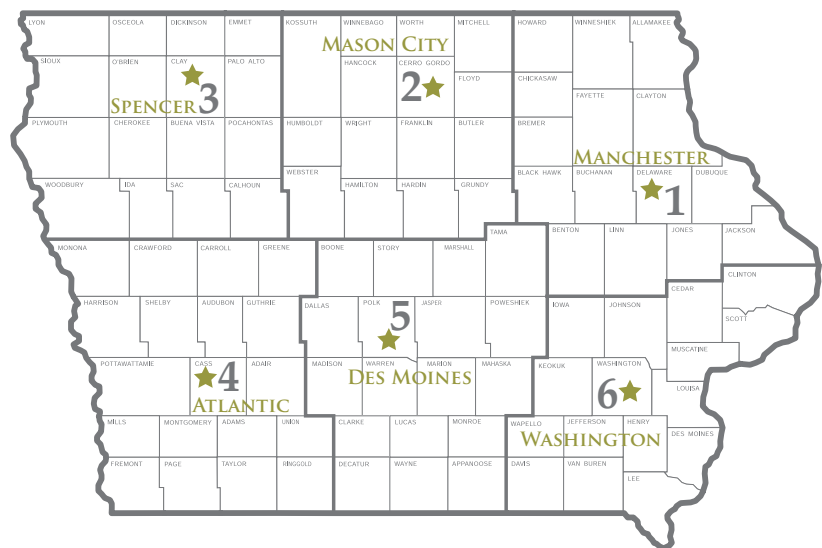 LYON OSCEOLA DICKINSON EMMET KOSSUTH WINNEBAGO WORTH MITCHELL HOWARD WINNESHIEK ALLAMAKEE
MASON CITY
SIOUX O'BRIEN CLAY PALO ALTO HANCOCK CERRO GORDO
FLOYD CHICKASAW
SPENCER 3 2
FAYETTE CLAYTON
PLYMOUTH CHEROKEE BUENA VISTA POCAHONTAS HUMBOLDT WRIGHT FRANKLIN BUTLER BREMER
MANCHESTER
WEBSTER BLACK HAWK BUCHANAN DELAWARE DUBUQUE
WOODBURY IDA SAC CALHOUN HAMILTON HARDIN GRUNDY
1
TAMA BENTON LINN JONES JACKSON
MONONA CRAWFORD CARROLL GREENE BOONE STORY MARSHALL
CLINTON
CEDAR
HARRISON SHELBY AUDUBON GUTHRIE DALLAS POLK JASPER POWESHIEK IOWA JOHNSON
5 SCOTT
MUSCATINE
POTTAWATTAMIE CASS ADAIR MADISON WARREN MARION MAHASKA KEOKUK WASHINGTON
4 DES MOINES 6
LOUISA
ATLANTIC
MILLS MONTGOMERY ADAMS UNION CLARKE LUCAS MONROE WAPELLO JEFFERSON HENRY
WASHINGTON DES MOINES
FREMONT PAGE TAYLOR RINGGOLD DECATUR WAYNE APPANOOSE DAVIS VAN BUREN
LEE